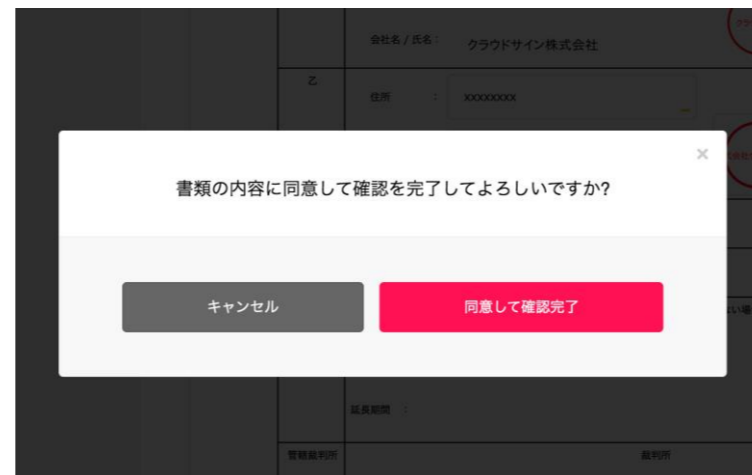 会社名 / 氏名 : クラウドサイン株式会社
乙
住所 : xxxxxxxx
×
書類の内容に同意して確認を完了してよろしいですか?
キャンセル
同意して確認完了
延長期間 :
管轄裁判所 裁判所